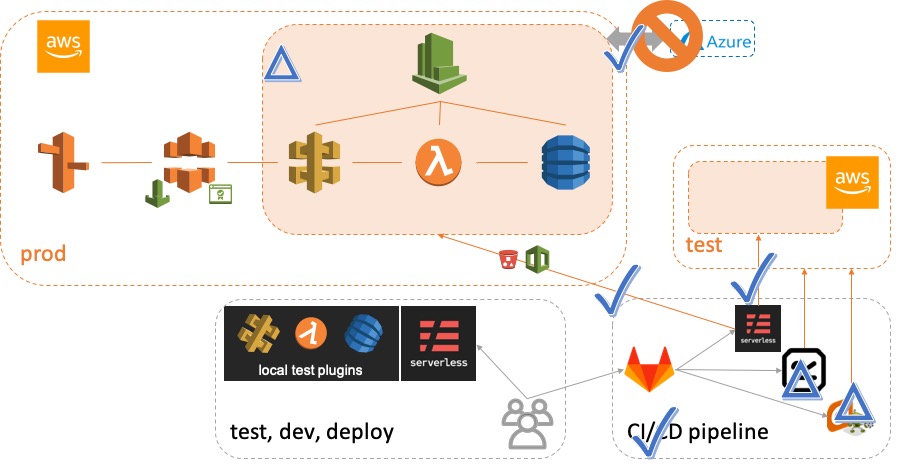 aws
Azure
prod
aws
test
serverless
local test plugins
serverless
test, dev, deploy
CI/CD pipeline